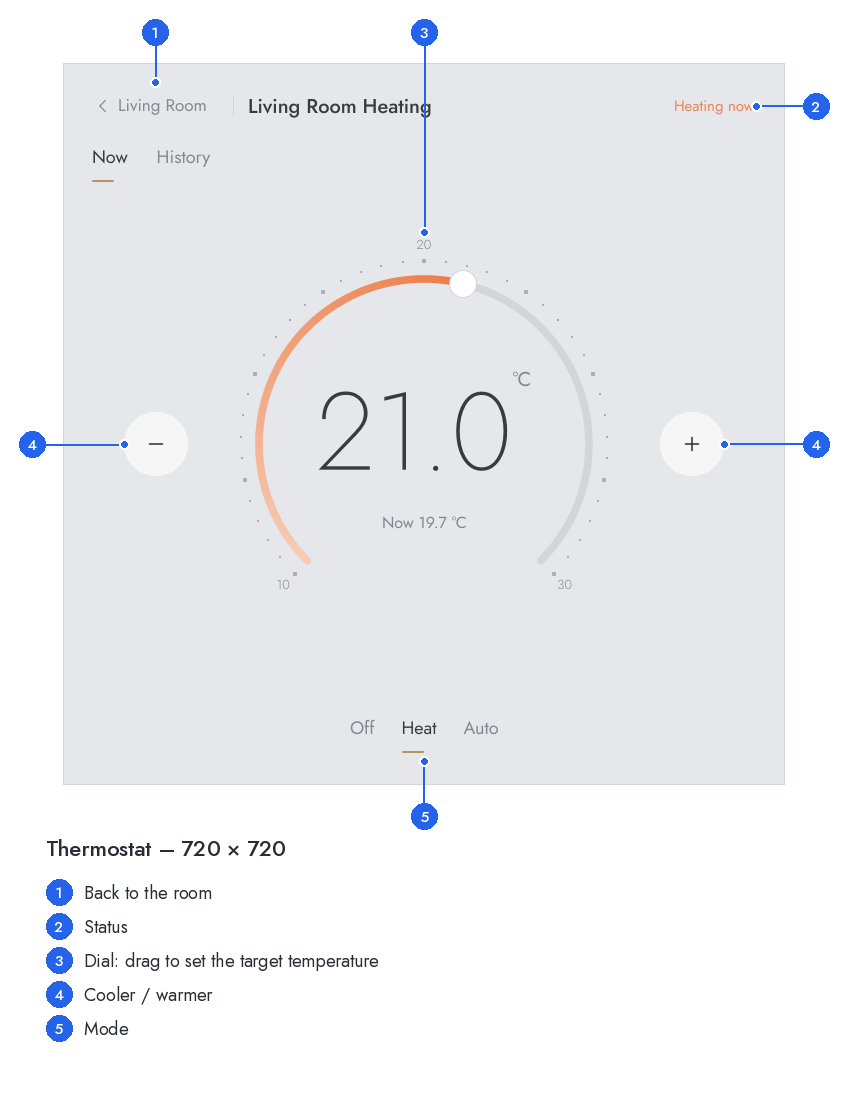 1
3
Living Room
Living Room Heating
Heating now
2
Now
History
20
°C
21.0
4
−
+
4
Now 19.7 °C
10
30
Off
Heat
Auto
5
Thermostat – 720 × 720
1 Back to the room
2 Status
3 Dial: drag to set the target temperature
4 Cooler / warmer
5 Mode